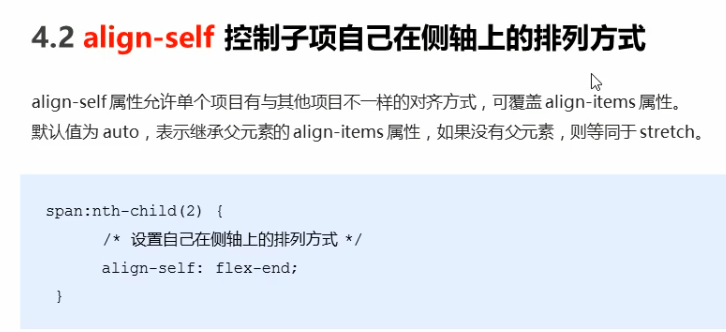 4.2 align-self 控制子项自己在侧轴上的排列方式
align-self 属性允许单个项目有与其他项目不一样的对齐方式，可覆盖 align-items 属性。
默认值为 auto，表示继承父元素的 align-items 属性，如果没有父元素，则等同于 stretch。
span:nth-child(2) {
/* 设置自己在侧轴上的排列方式 */
align-self: flex-end;
}